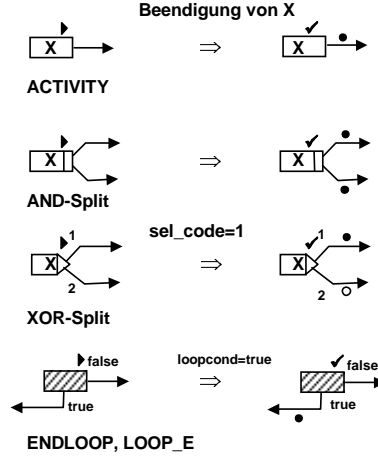 Beendigung von X
X ⇒ X
ACTIVITY
X ⇒ X
AND-Split
1 sel_code=1 1
X ⇒ X
2 2
XOR-Split
false loopcond=true false
⇒
true true
ENDLOOP, LOOP_E